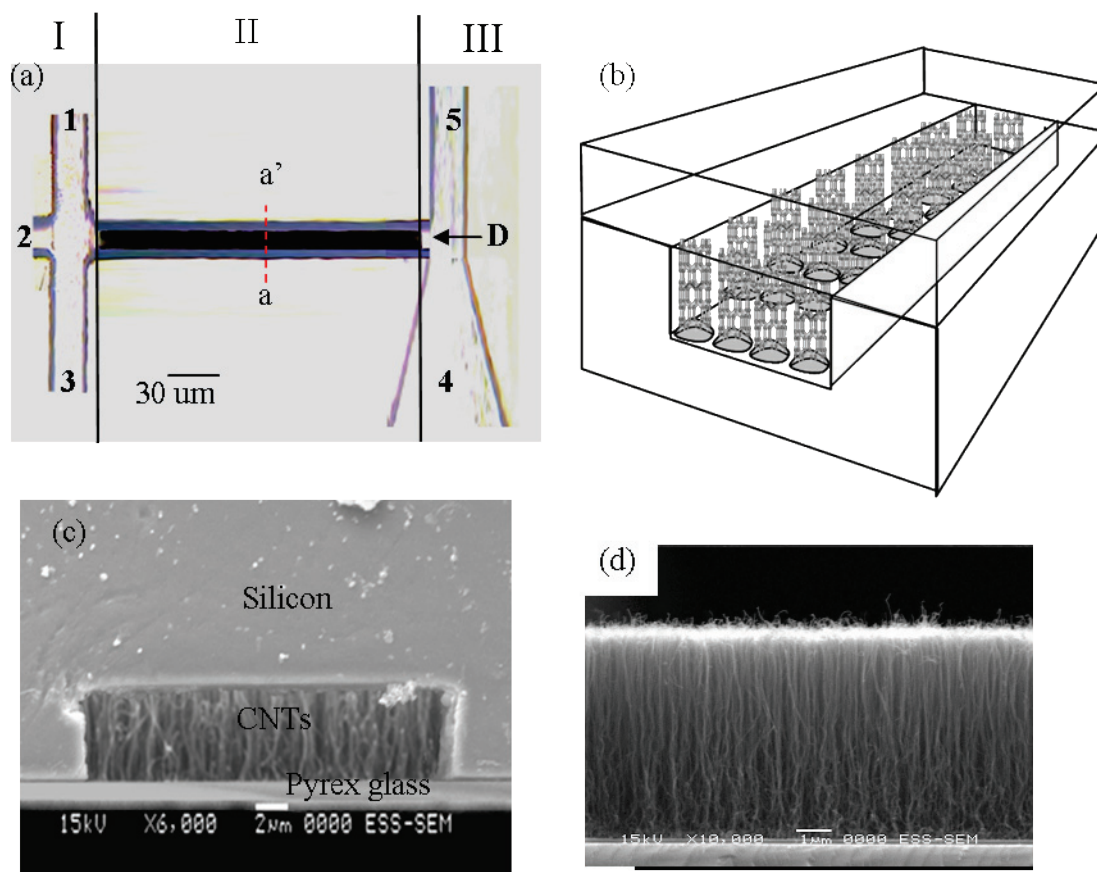 I
II
III
(a)
(b)
1
5
a'
2
D
a
3
4
30 um
(c)
Silicon
CNTs
Pyrex glass
15kV X6,000 2μm 0000 ESS-SEM
(d)
15kV X10,000 1μm 0000 ESS-SEM